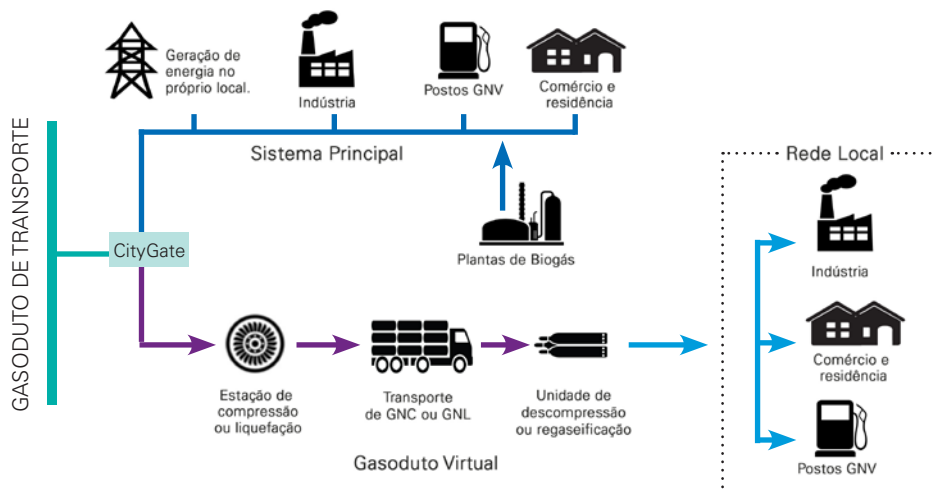 GASODUTO DE TRANSPORTE
Geração de
energia no
próprio local.
Indústria
Postos GNV
Comércio e
residência
Sistema Principal
Rede Local
CityGate
Plantas de Biogás
Indústria
Comércio e
residência
Postos GNV
Estação de
compressão
ou liquefação
Transporte
de GNC ou GNL
Unidade de
descompressão
ou regaseificação
Gasoduto Virtual